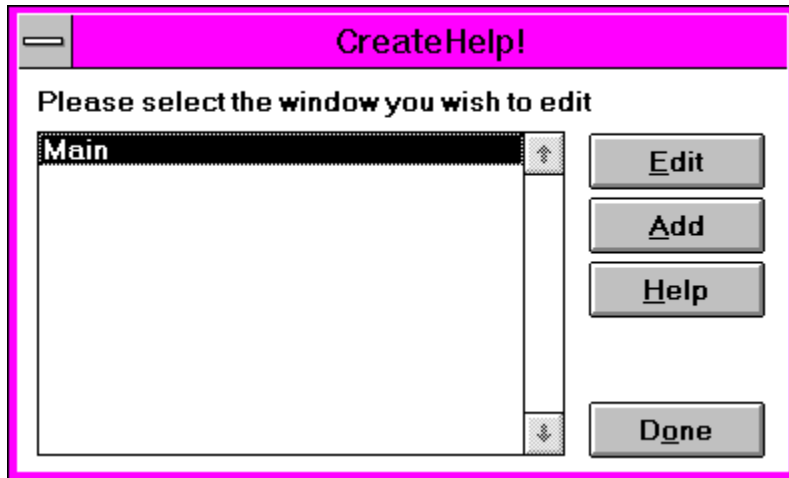 CreateHelp!
Please select the window you wish to edit
Main
Edit
Add
Help
Done